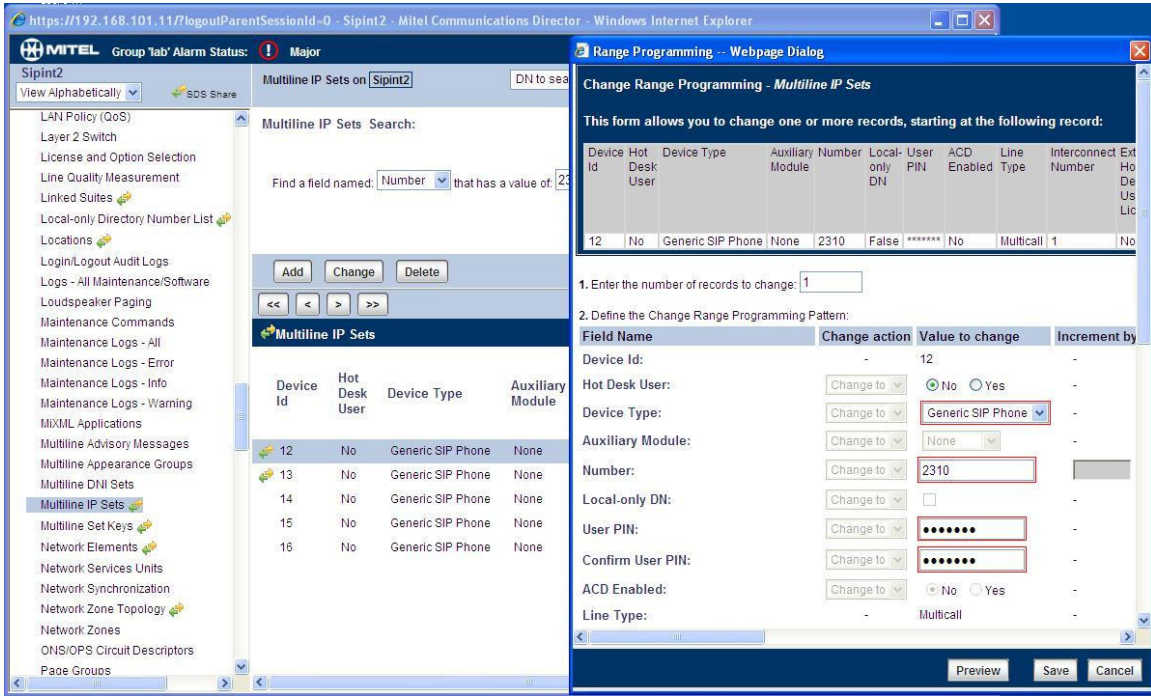 https://192.168.101.11/?logoutParentSessionId=0 - Sipint2 - Mitel Communications Director - Windows Internet Explorer
MITEL Group 'lab' Alarm Status: ! Major
Sipint2
View Alphabetically SDS Share
LAN Policy (QoS)
Layer 2 Switch
License and Option Selection
Line Quality Measurement
Linked Suites
Local-only Directory Number List
Locations
Login/Logout Audit Logs
Logs - All Maintenance/Software
Loudspeaker Paging
Maintenance Commands
Maintenance Logs - All
Maintenance Logs - Error
Maintenance Logs - Info
Maintenance Logs - Warning
MiXML Applications
Multiline Advisory Messages
Multiline Appearance Groups
Multiline DNI Sets
Multiline IP Sets
Multiline Set Keys
Network Elements
Network Services Units
Network Synchronization
Network Zone Topology
Network Zones
ONS/OPS Circuit Descriptors
Page Groups
Multiline IP Sets on Sipint2 DN to sea
Multiline IP Sets Search:
Find a field named: Number that has a value of: 23
Add Change Delete
<< < > >>
Multiline IP Sets
Device Id Hot Desk User Device Type Auxiliary Module
12 No Generic SIP Phone None
13 No Generic SIP Phone None
14 No Generic SIP Phone None
15 No Generic SIP Phone None
16 No Generic SIP Phone None
Range Programming -- Webpage Dialog
Change Range Programming - Multiline IP Sets
This form allows you to change one or more records, starting at the following record:
Device Id Hot Desk User Device Type Auxiliary Module Number Local-only DN User PIN ACD Enabled Line Type Interconnect Number Ext Ho De Us Lic
12 No Generic SIP Phone None 2310 False ******* No Multicall 1 No
1. Enter the number of records to change: 1
2. Define the Change Range Programming Pattern:
Field Name Change action Value to change Increment by
Device Id: - 12 -
Hot Desk User: Change to No Yes -
Device Type: Change to Generic SIP Phone -
Auxiliary Module: Change to None -
Number: Change to 2310
Local-only DN: Change to -
User PIN: Change to ••••••• -
Confirm User PIN: Change to ••••••• -
ACD Enabled: Change to No Yes -
Line Type: - Multicall -
Preview Save Cancel